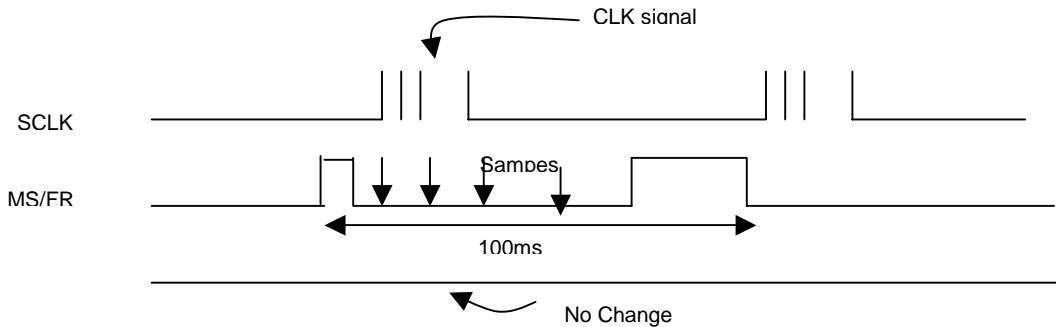 CLK signal
SCLK
Sampes
MS/FR
100ms
No Change